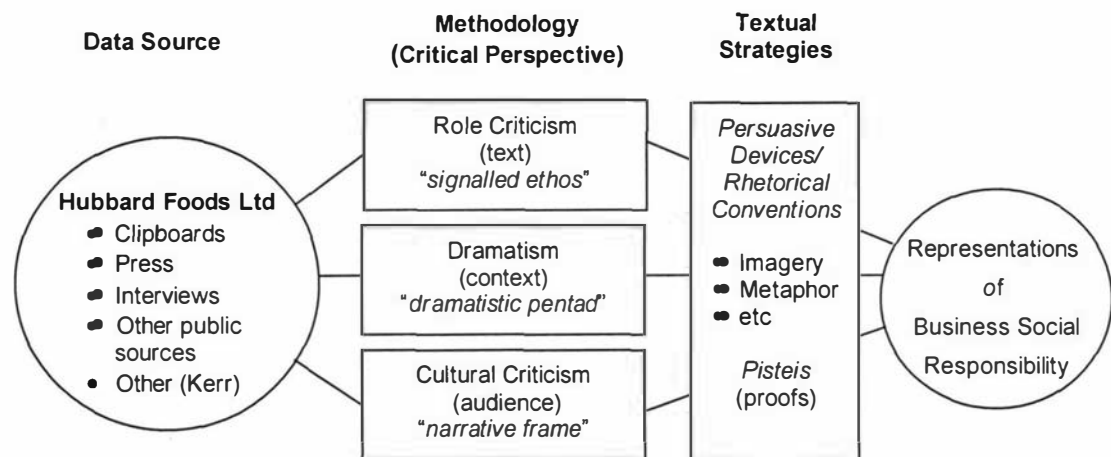 Data Source
Methodology
(Critical Perspective)
Textual
Strategies
Hubbard Foods Ltd
Clipboards
Press
Interviews
Other public
sources
• Other (Kerr)
Role Criticism
(text)
“signalled ethos”
Dramatism
(context)
“dramatistic pentad”
Cultural Criticism
(audience)
“narrative frame”
Persuasive
Devices/
Rhetorical
Conventions
Imagery
Metaphor
etc
Pisteis
(proofs)
Representations
of
Business Social
Responsibility